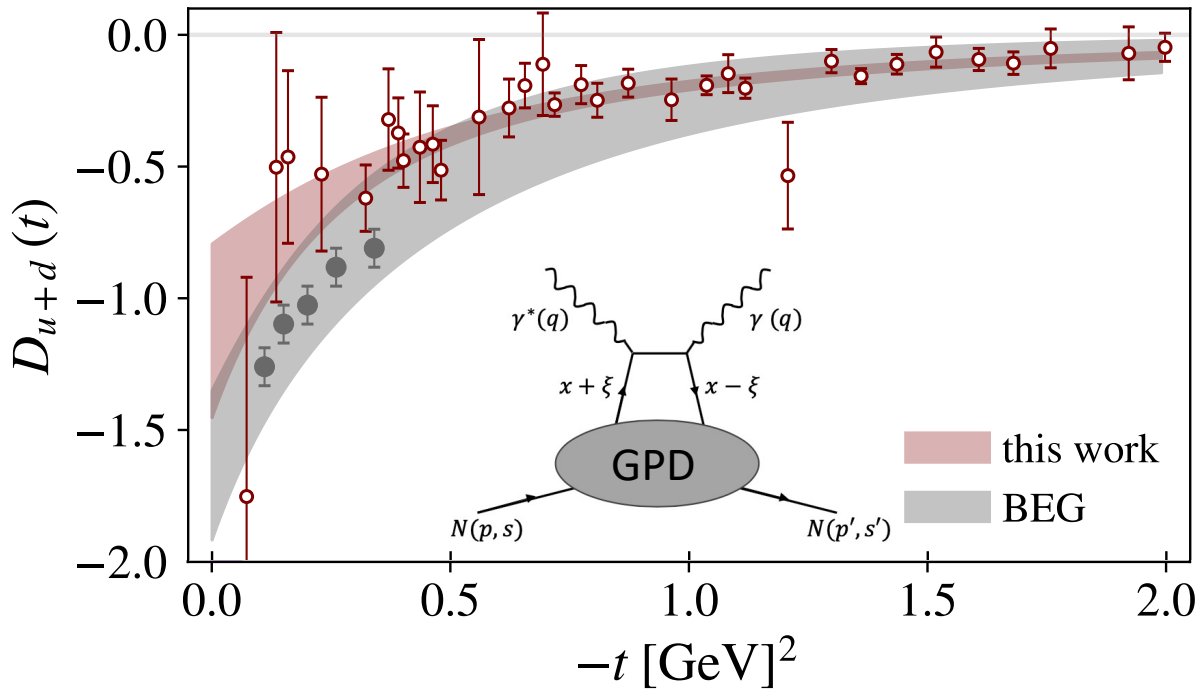 0.0
−0.5
−1.0
−1.5
−2.0
D_{u+d}(t)
γ*(q)
γ (q)
x + ξ
x − ξ
GPD
N(p, s)
N(p′, s′)
this work
BEG
0.0 0.5 1.0 1.5 2.0
−t [GeV]²